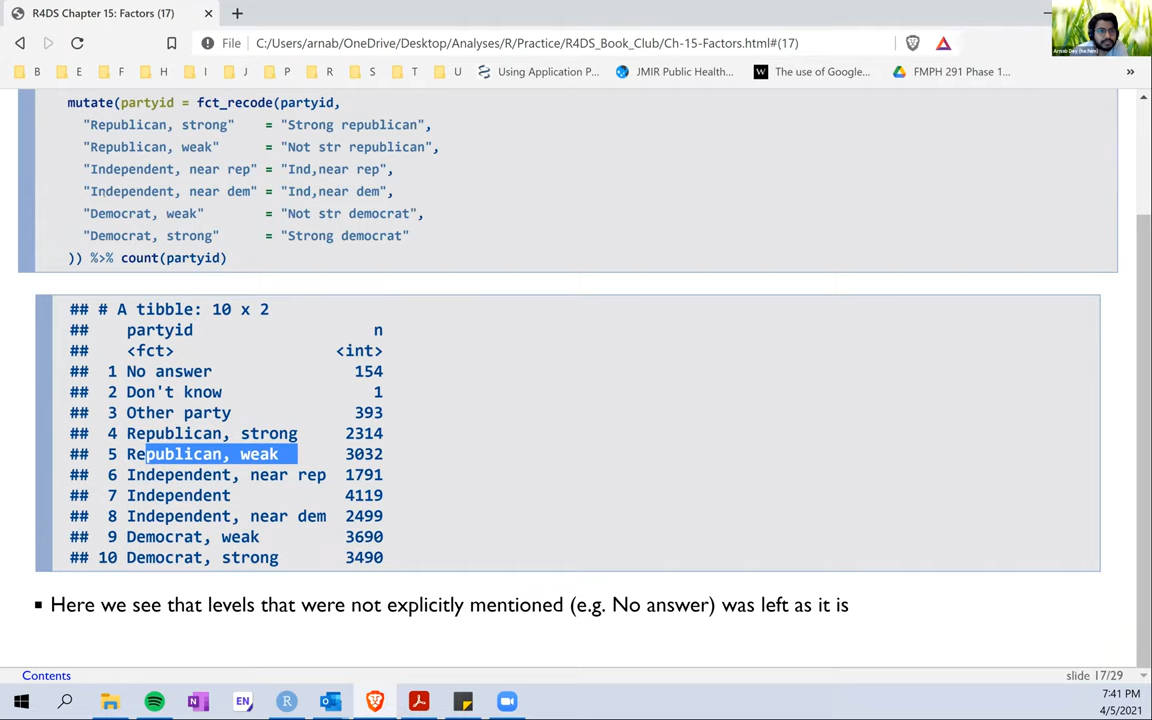 R4DS Chapter 15: Factors (17)
File C:/Users/arnab/OneDrive/Desktop/Analyses/R/Practice/R4DS_Book_Club/Ch-15-Factors.html#(17)
B E F H I J P R S T U Using Application P... JMIR Public Health... The use of Google... FMPH 291 Phase 1... »
mutate(partyid = fct_recode(partyid,
"Republican, strong" = "Strong republican",
"Republican, weak" = "Not str republican",
"Independent, near rep" = "Ind,near rep",
"Independent, near dem" = "Ind,near dem",
"Democrat, weak" = "Not str democrat",
"Democrat, strong" = "Strong democrat"
)) %>% count(partyid)
## # A tibble: 10 x 2
## partyid n
## <fct> <int>
## 1 No answer 154
## 2 Don't know 1
## 3 Other party 393
## 4 Republican, strong 2314
## 5 Republican, weak 3032
## 6 Independent, near rep 1791
## 7 Independent 4119
## 8 Independent, near dem 2499
## 9 Democrat, weak 3690
## 10 Democrat, strong 3490
Here we see that levels that were not explicitly mentioned (e.g. No answer) was left as it is
Contents
slide 17/29
EN
7:41 PM
4/5/2021